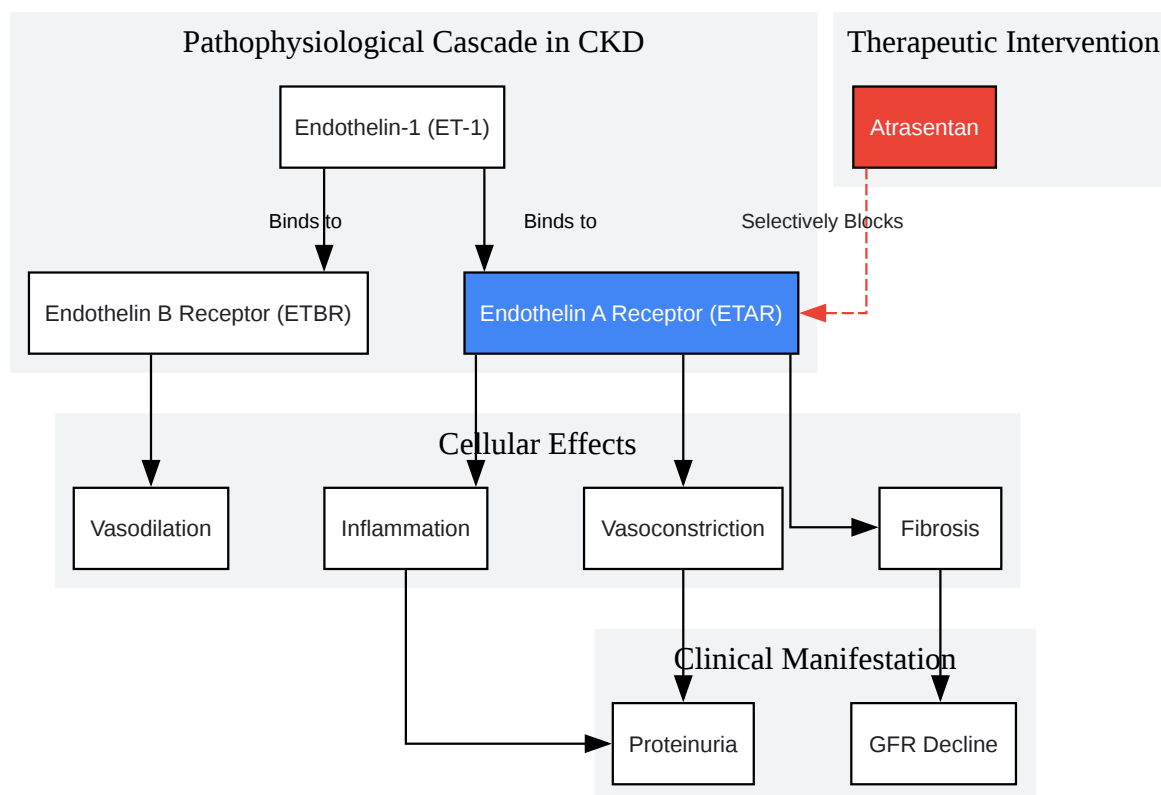 Pathophysiological Cascade in CKD
Therapeutic Intervention
Endothelin-1 (ET-1)
Atrasentan
Binds to
Binds to
Selectively Blocks
Endothelin B Receptor (ETBR)
Endothelin A Receptor (ETAR)
Cellular Effects
Vasodilation
Inflammation
Vasoconstriction
Fibrosis
Clinical Manifestation
Proteinuria
GFR Decline